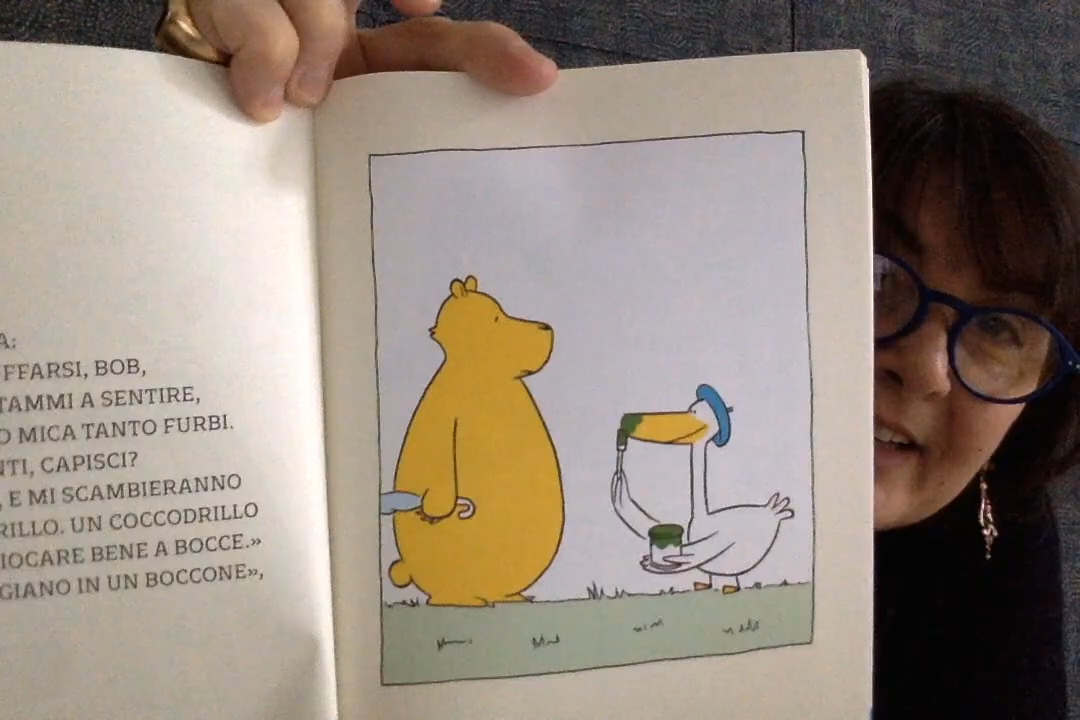 A:
FFARSI, BOB,
TAMMI A SENTIRE,
O MICA TANTO FURBI.
NTI, CAPISCI?
, E MI SCAMBIERANNO
RILLO. UN COCCODRILLO
IOCARE BENE A BOCCE.»
GIANO IN UN BOCCONE»,